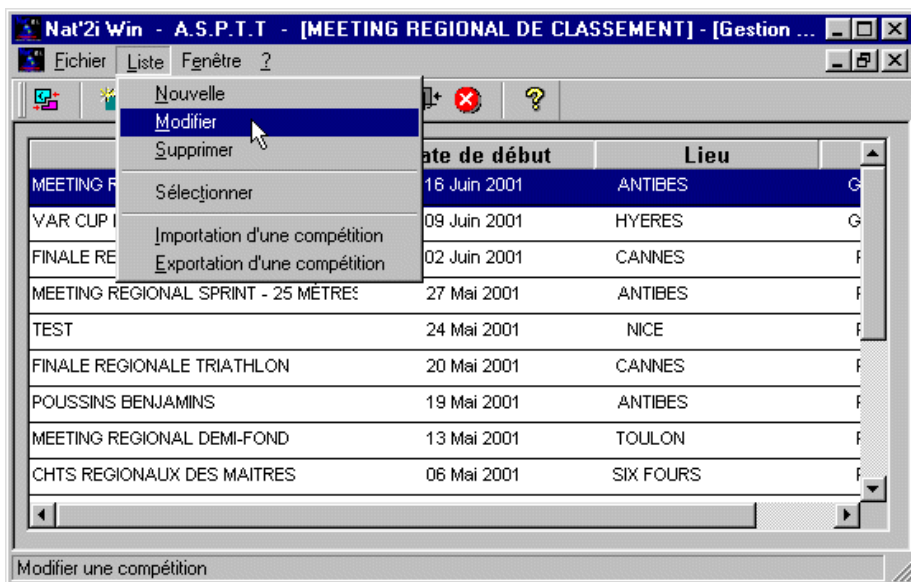 Nat'2i Win - A.S.P.T.T - [MEETING REGIONAL DE CLASSEMENT] - [Gestion ...
Fichier Liste Fenêtre ?
Nouvelle
Modifier
Supprimer
Sélectionner
Importation d'une compétition
Exportation d'une compétition
ate de début Lieu
MEETING R 16 Juin 2001 ANTIBES G
VAR CUP 09 Juin 2001 HYERES G
FINALE RE 02 Juin 2001 CANNES
MEETING REGIONAL SPRINT - 25 MÈTRES 27 Mai 2001 ANTIBES
TEST 24 Mai 2001 NICE
FINALE REGIONALE TRIATHLON 20 Mai 2001 CANNES
POUSSINS BENJAMINS 19 Mai 2001 ANTIBES
MEETING REGIONAL DEMI-FOND 13 Mai 2001 TOULON
CHTS REGIONAUX DES MAITRES 06 Mai 2001 SIX FOURS
Modifier une compétition